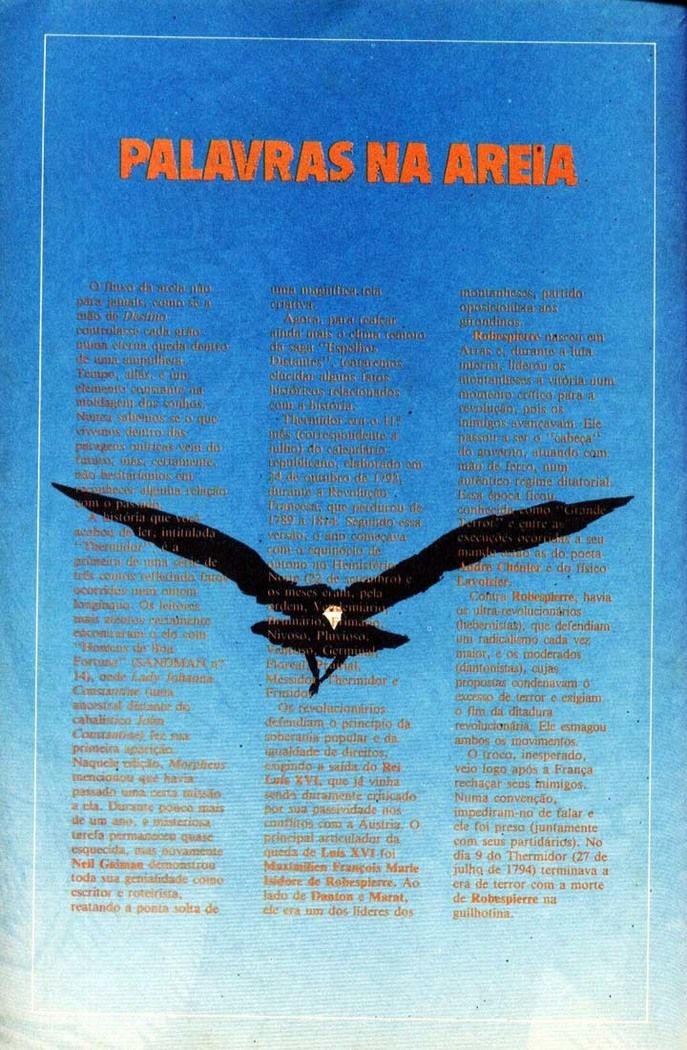 PALAVRAS NA AREIA
O fluxo da areia não
pára jamais, como se a
mão de Destino
controlasse cada grão
numa eterna queda dentro
de uma ampulheta.
Tempo, aliás, é um
elemento constante na
moldagem dos sonhos.
Nunca sabemos se o que
vivemos dentro das
paragens oníricas vem do
futuro, mas, certamente,
não hesitaríamos em
reconhecer alguma relação
com o passado.
A história que você
acabou de ler, intitulada
"Thermidor", é a
primeira de uma série de
três contos refletindo fatos
ocorridos num outono
longínquo. Os leitores
mais atentos certamente
encontraram o elo com
"Homens de Boa
Fortuna" (SANDMAN nº
14), onde Lady Johanna
Constantine (uma
ancestral distante do
cabalístico John
Constantine) fez sua
primeira aparição.
Naquela edição, Morpheus
mencionou que havia
passado uma certa missão
a ela. Durante pouco mais
de um ano, a misteriosa
tarefa permaneceu quase
esquecida, mas novamente
Neil Gaiman demonstrou
toda sua genialidade como
escritor e roteirista,
reatando a ponta solta de
uma magnífica teia
criativa.
Agora, para realçar
ainda mais o clima remoto
da saga "Espelhos
Distantes", tentaremos
elucidar alguns fatos
históricos relacionados
com a história.
Thermidor era o 11º
mês (correspondente a
julho) do calendário
republicano, elaborado em
24 de outubro de 1793,
durante a Revolução
Francesa, que perdurou de
1789 a 1814. Segundo essa
versão, o ano começava
com o equinócio de
outono no Hemisfério
Norte (22 de setembro) e
os meses eram, pela
ordem, Vendemiário,
Brumário, Frimário,
Nivoso, Pluvioso,
Ventoso, Germinal,
Floreal, Prairial,
Messidor, Thermidor e
Frutidor.
Os revolucionários
defendiam o princípio da
soberania popular e da
igualdade de direitos,
exigindo a saída do Rei
Luís XVI, que já vinha
sendo duramente criticado
por sua passividade nos
conflitos com a Áustria. O
principal articulador da
queda de Luís XVI foi
Maximilien François Marie
Isidore de Robespierre. Ao
lado de Danton e Marat,
ele era um dos líderes dos
montanheses, partido
oposicionista aos
girondinos.
Robespierre nasceu em
Arras e, durante a luta
interna, liderou os
montanheses à vitória num
momento crítico para a
revolução, pois os
inimigos avançavam. Ele
passou a ser o "cabeça"
do governo, atuando com
mão de ferro, num
autêntico regime ditatorial.
Essa época ficou
conhecida como "Grande
Terror" e entre as
execuções ocorridas a seu
mando estão as do poeta
André Chénier e do físico
Lavoisier.
Contra Robespierre, havia
os ultra-revolucionários
(hebernistas), que defendiam
um radicalismo cada vez
maior, e os moderados
(dantonistas), cujas
propostas condenavam o
excesso de terror e exigiam
o fim da ditadura
revolucionária. Ele esmagou
ambos os movimentos.
O troco, inesperado,
veio logo após a França
rechaçar seus inimigos.
Numa convenção,
impediram-no de falar e
ele foi preso (juntamente
com seus partidários). No
dia 9 do Thermidor (27 de
julho de 1794) terminava a
era de terror com a morte
de Robespierre na
guilhotina.